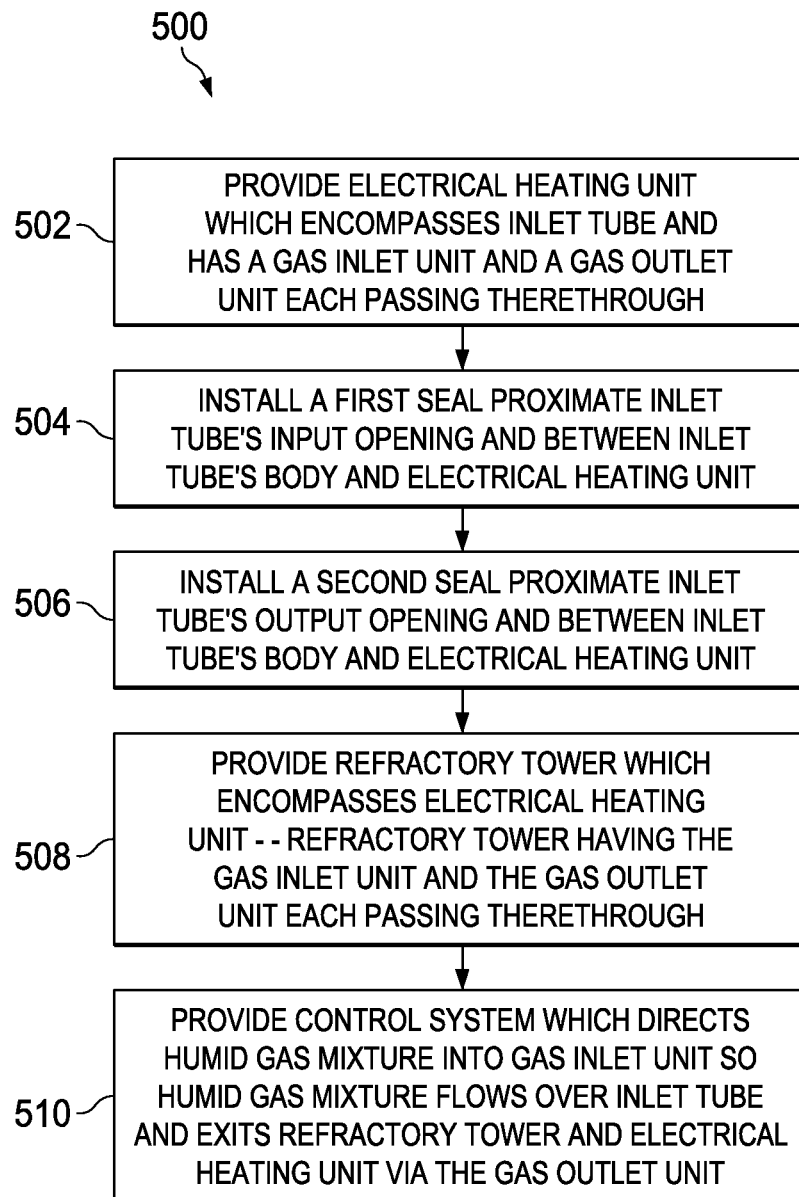 500
502
PROVIDE ELECTRICAL HEATING UNIT
WHICH ENCOMPASSES INLET TUBE AND
HAS A GAS INLET UNIT AND A GAS OUTLET
UNIT EACH PASSING THERETHROUGH
504
INSTALL A FIRST SEAL PROXIMATE INLET
TUBE'S INPUT OPENING AND BETWEEN INLET
TUBE'S BODY AND ELECTRICAL HEATING UNIT
506
INSTALL A SECOND SEAL PROXIMATE INLET
TUBE'S OUTPUT OPENING AND BETWEEN INLET
TUBE'S BODY AND ELECTRICAL HEATING UNIT
508
PROVIDE REFRACTORY TOWER WHICH
ENCOMPASSES ELECTRICAL HEATING
UNIT - - REFRACTORY TOWER HAVING THE
GAS INLET UNIT AND THE GAS OUTLET
UNIT EACH PASSING THERETHROUGH
510
PROVIDE CONTROL SYSTEM WHICH DIRECTS
HUMID GAS MIXTURE INTO GAS INLET UNIT SO
HUMID GAS MIXTURE FLOWS OVER INLET TUBE
AND EXITS REFRACTORY TOWER AND ELECTRICAL
HEATING UNIT VIA THE GAS OUTLET UNIT